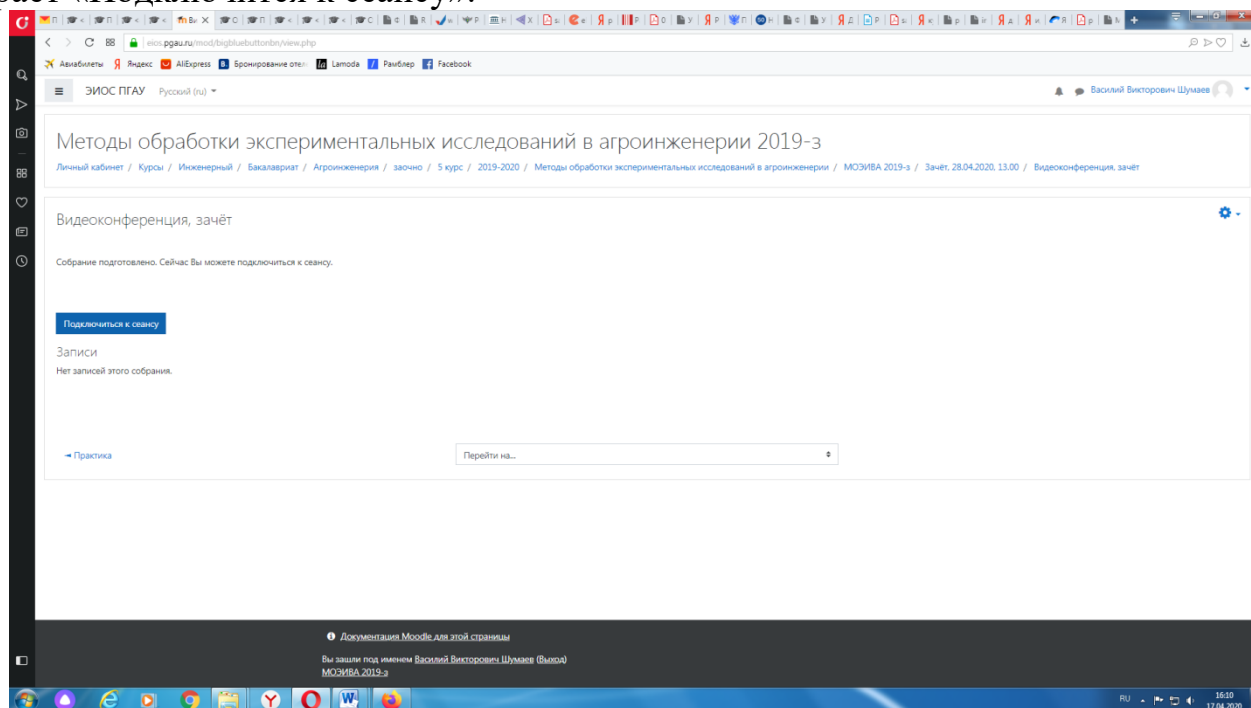 «Подключится к сеансу».
eios.pgau.ru/mod/bigbluebuttonbn/view.php
Авиабилеты Яндекс AliExpress Бронирование отел Lamoda Рамблер Facebook
ЭИОС ПГАУ Русский (ru) Василий Викторович Шумаев
Методы обработки экспериментальных исследований в агроинженерии 2019-з
Личный кабинет / Курсы / Инженерный / Бакалавриат / Агроинженерия / заочно / 5 курс / 2019-2020 / Методы обработки экспериментальных исследований в агроинженерии / МОЭИВА 2019-з / Зачёт, 28.04.2020, 13.00 / Видеоконференция, зачёт
Видеоконференция, зачёт
Собрание подготовлено. Сейчас Вы можете подключиться к сеансу.
Подключиться к сеансу
Записи
Нет записей этого собрания.
Практика Перейти на...
Документация Moodle для этой страницы
Вы зашли под именем Василий Викторович Шумаев (Выход)
МОЭИВА 2019-з
RU 16:10
17.04.2020